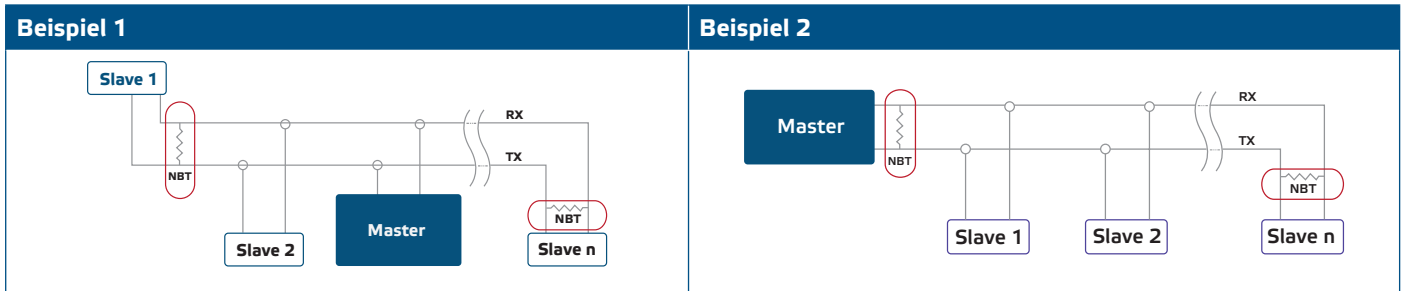 Beispiel 1
Slave 1
RX
TX
NBT
NBT
Master
Slave 2
Slave n
Beispiel 2
RX
Master
TX
NBT
NBT
Slave 1
Slave 2
Slave n